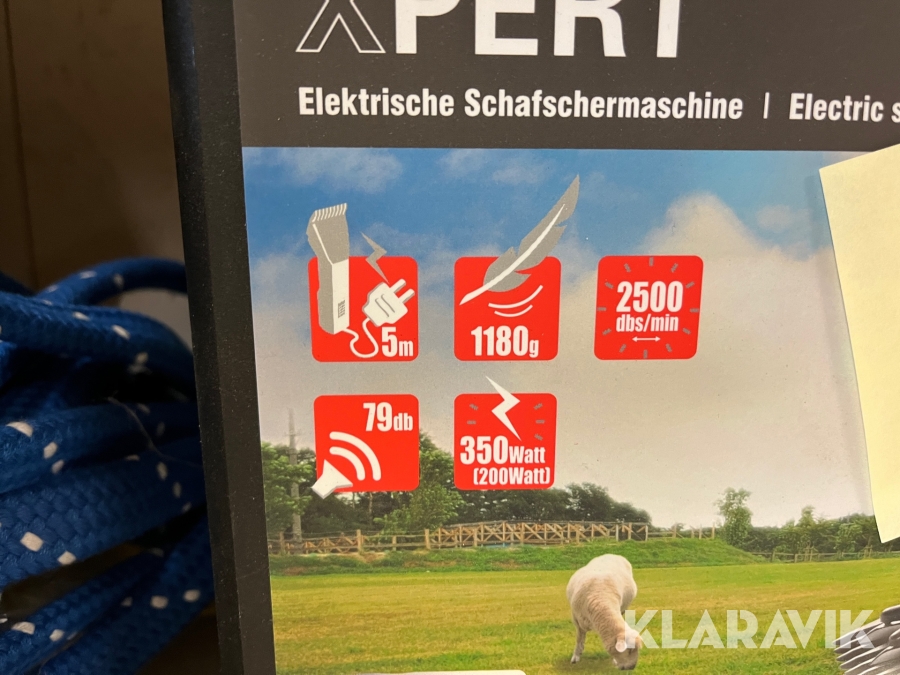 XPERT
Elektrische Schafschermaschine | Electric
5m
1180g
2500
dbs/min
79db
350Watt
(200Watt)
KLARAVIK